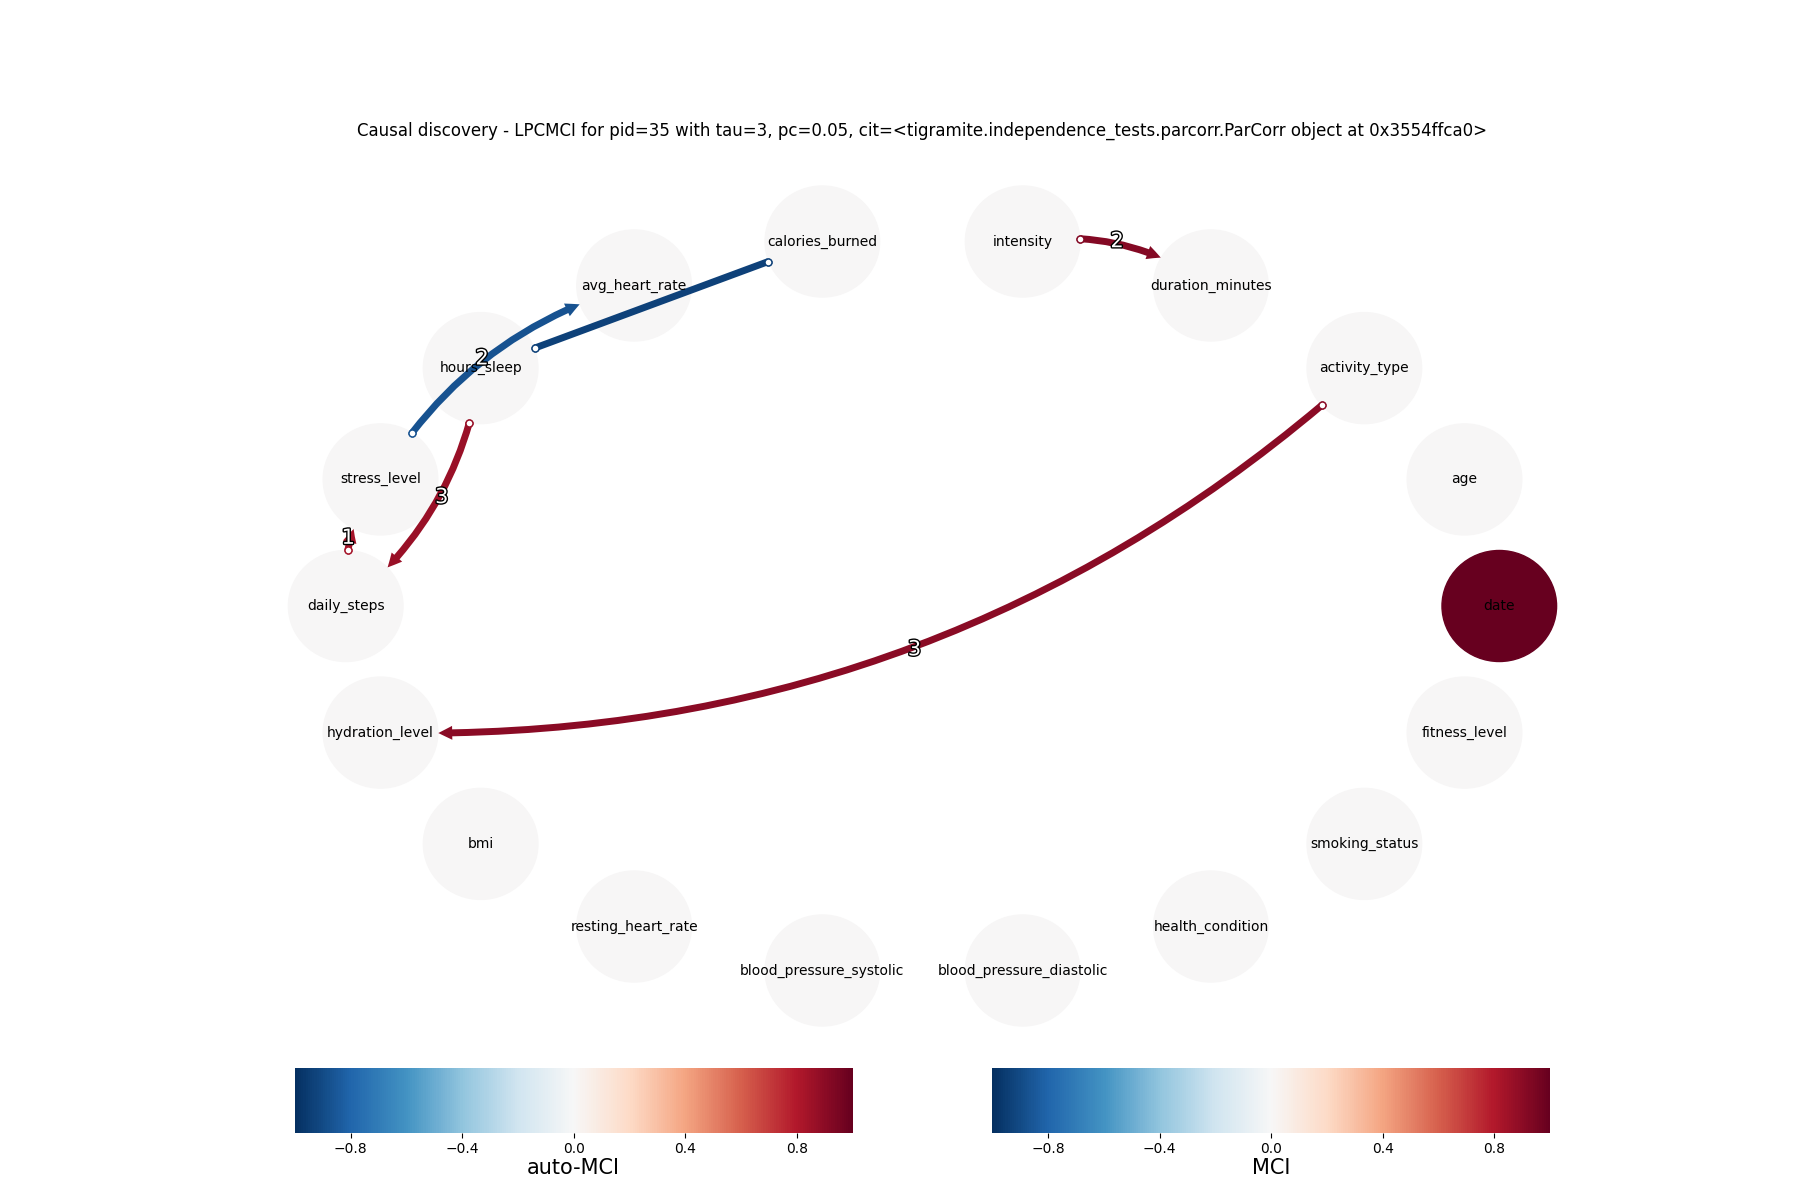 Causal discovery - LPCMCI for pid=35 with tau=3, pc=0.05, cit=<tigramite.independence_tests.parcorr.ParCorr object at 0x3554ffca0>
calories_burned
intensity
2
avg_heart_rate
duration_minutes
2
hours_sleep
activity_type
stress_level
age
3
1
daily_steps
date
3
hydration_level
fitness_level
bmi
smoking_status
resting_heart_rate
health_condition
blood_pressure_systolic
blood_pressure_diastolic
−0.8 −0.4 0.0 0.4 0.8
auto-MCI
−0.8 −0.4 0.0 0.4 0.8
MCI